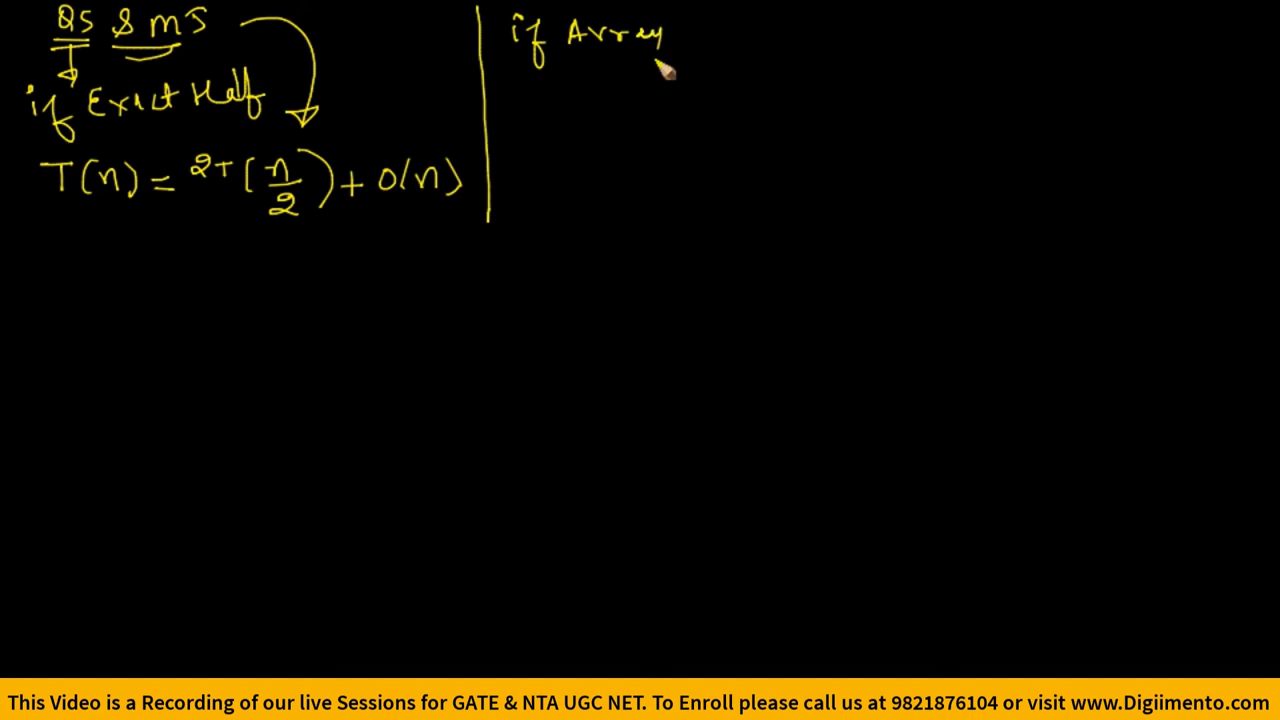 QS & MS
if Exact Half
T(n) = 2T(n/2) + O(n)
if Array
This Video is a Recording of our live Sessions for GATE & NTA UGC NET. To Enroll please call us at 9821876104 or visit www.Digiimento.com